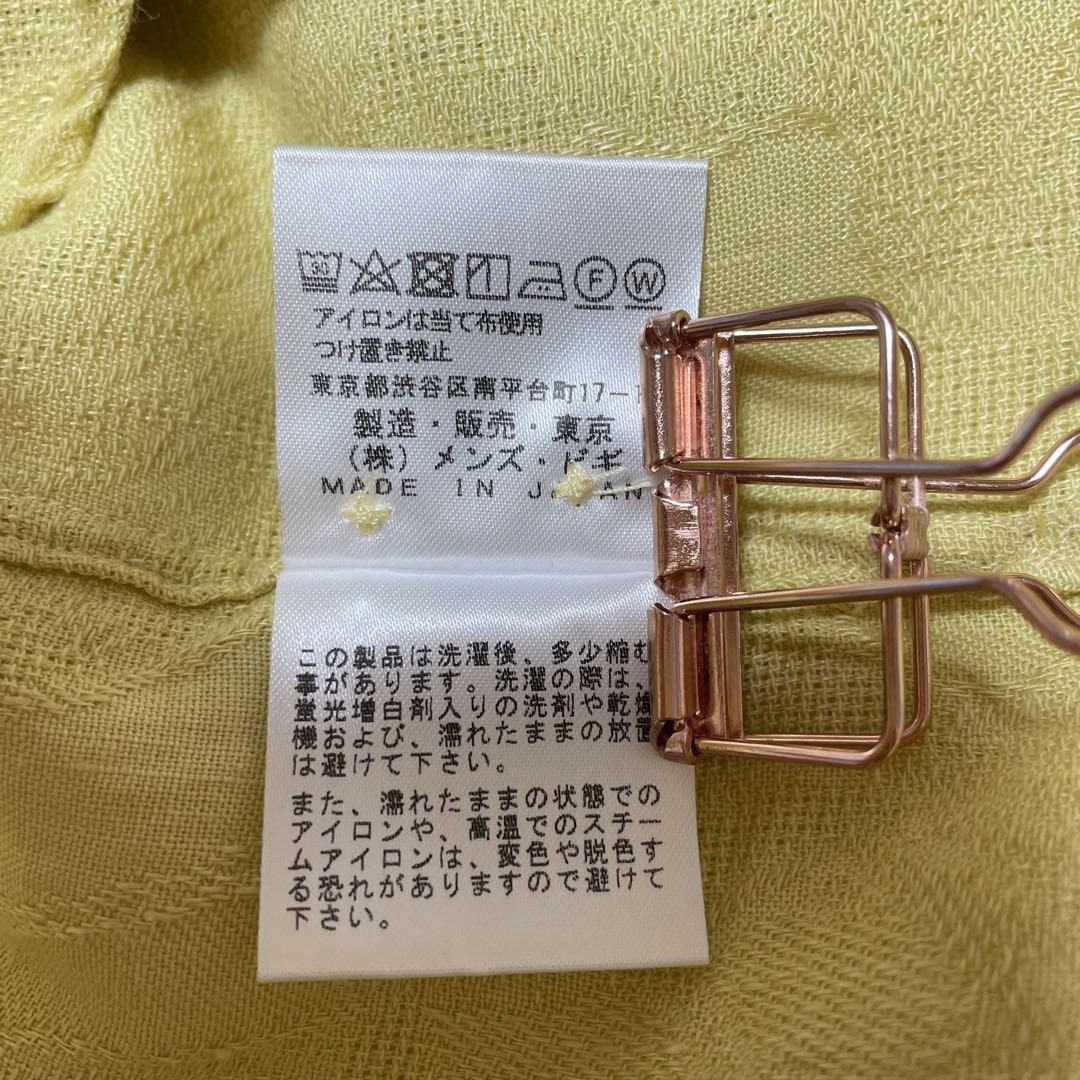 30 F W
アイロンは当て布使用
つけ置き禁止
東京都渋谷区南平台町17-
製造・販売・東京
(株)メンズ・ビギ
MADE IN JAPAN
この製品は洗濯後、多少縮む
事があります。洗濯の際は、
蛍光増白剤入りの洗剤や乾燥
機および、濡れたままの放置
は避けて下さい。
また、濡れたままの状態での
アイロンや、高温でのスチー
ムアイロンは、変色や脱色す
る恐れがありますので避けて
下さい。